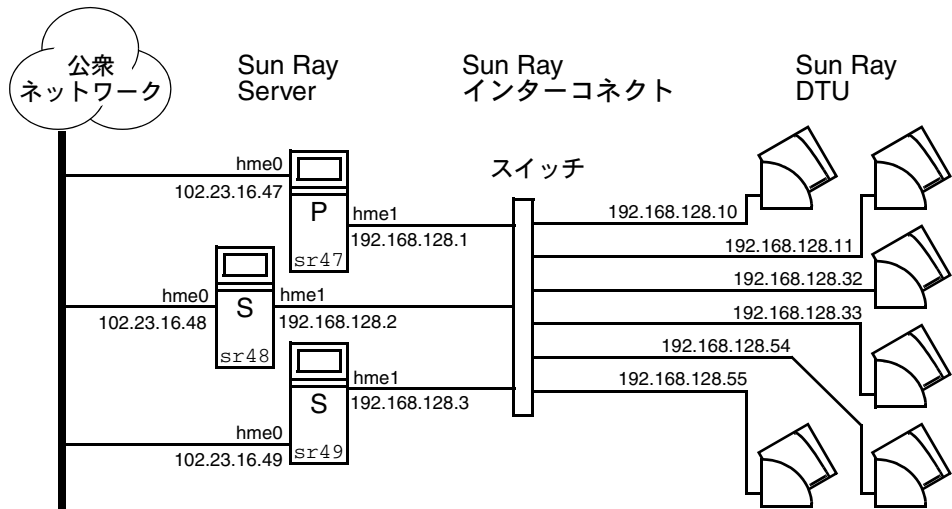 公衆
ネットワーク
Sun Ray
Server
Sun Ray
インターコネクト
Sun Ray
DTU
スイッチ
hme0
102.23.16.47
P
sr47
hme1
192.168.128.1
hme0
102.23.16.48
S
sr48
hme1
192.168.128.2
hme0
102.23.16.49
S
sr49
hme1
192.168.128.3
192.168.128.10
192.168.128.11
192.168.128.32
192.168.128.33
192.168.128.54
192.168.128.55